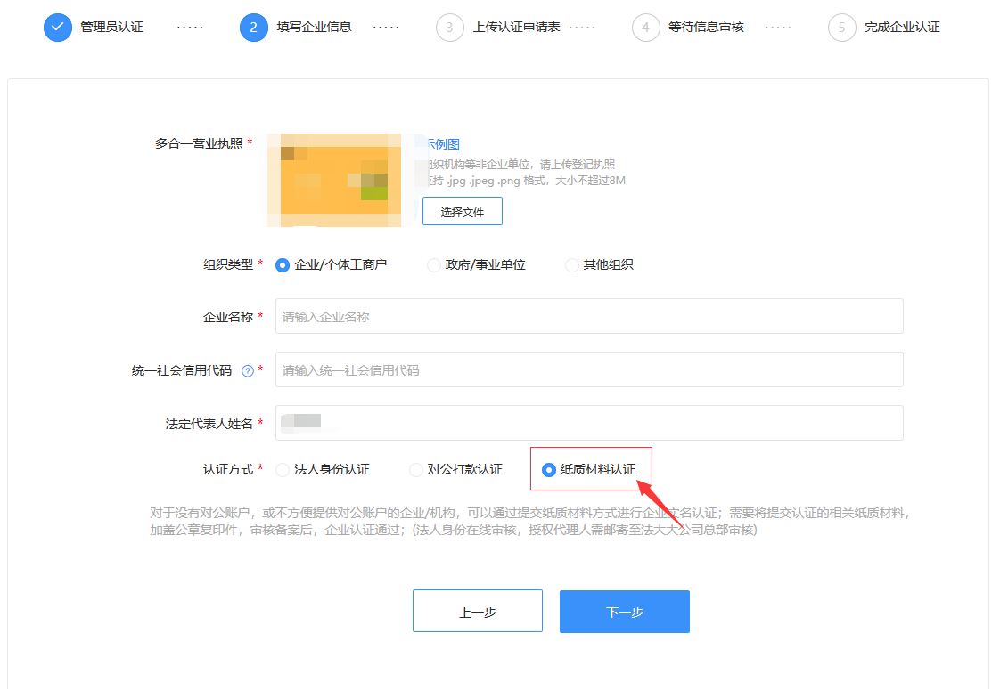 管理员认证 ····· 2 填写企业信息 ····· 3 上传认证申请表 ····· 4 等待信息审核 ····· 5 完成企业认证
多合一营业执照 *
示例图
组织机构等非企业单位，请上传登记执照
支持 .jpg .jpeg .png 格式，大小不超过8M
选择文件
组织类型 * 企业/个体工商户 政府/事业单位 其他组织
企业名称 * 请输入企业名称
统一社会信用代码 ? * 请输入统一社会信用代码
法定代表人姓名 *
认证方式 * 法人身份认证 对公打款认证 纸质材料认证
对于没有对公账户，或不方便提供对公账户的企业/机构，可以通过提交纸质材料方式进行企业实名认证；需要将提交认证的相关纸质材料，
加盖公章复印件，审核备案后，企业认证通过；(法人身份在线审核，授权代理人需邮寄至法大大公司总部审核)
上一步 下一步